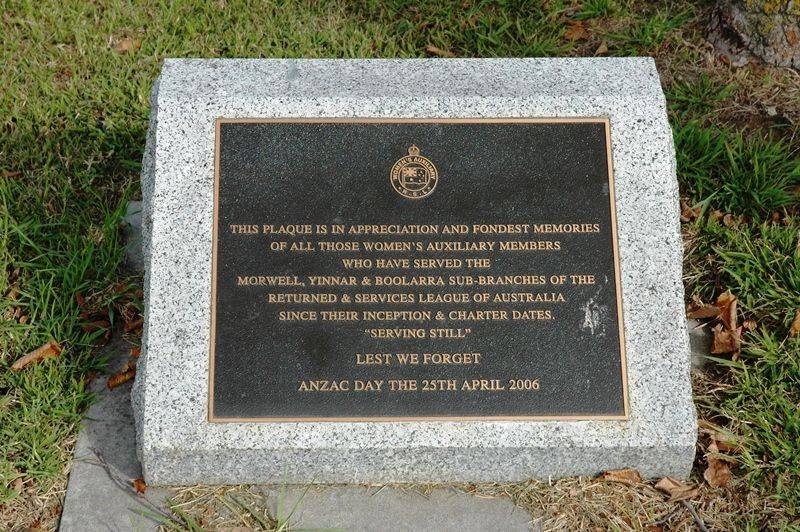 WOMEN'S AUXILIARY
R.S.L.
THIS PLAQUE IS IN APPRECIATION AND FONDEST MEMORIES
OF ALL THOSE WOMEN'S AUXILIARY MEMBERS
WHO HAVE SERVED THE
MORWELL, YINNAR & BOOLARRA SUB-BRANCHES OF THE
RETURNED & SERVICES LEAGUE OF AUSTRALIA
SINCE THEIR INCEPTION & CHARTER DATES.
"SERVING STILL"
LEST WE FORGET
ANZAC DAY THE 25TH APRIL 2006